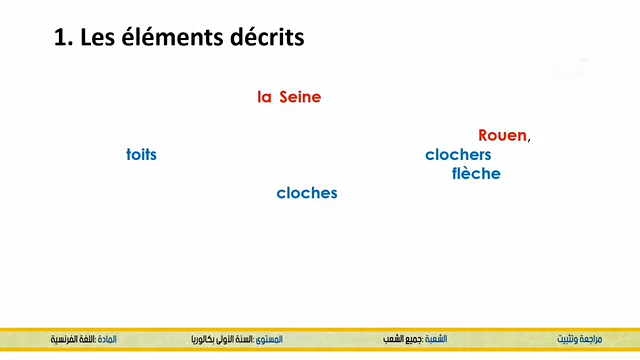 1. Les éléments décrits
la Seine
Rouen,
toits clochers
flèche
cloches
مراجعة وتثبيت الشعبة :جميع الشعب المستوى :السنة الأولى بكالوريا المادة :اللغة الفرنسية